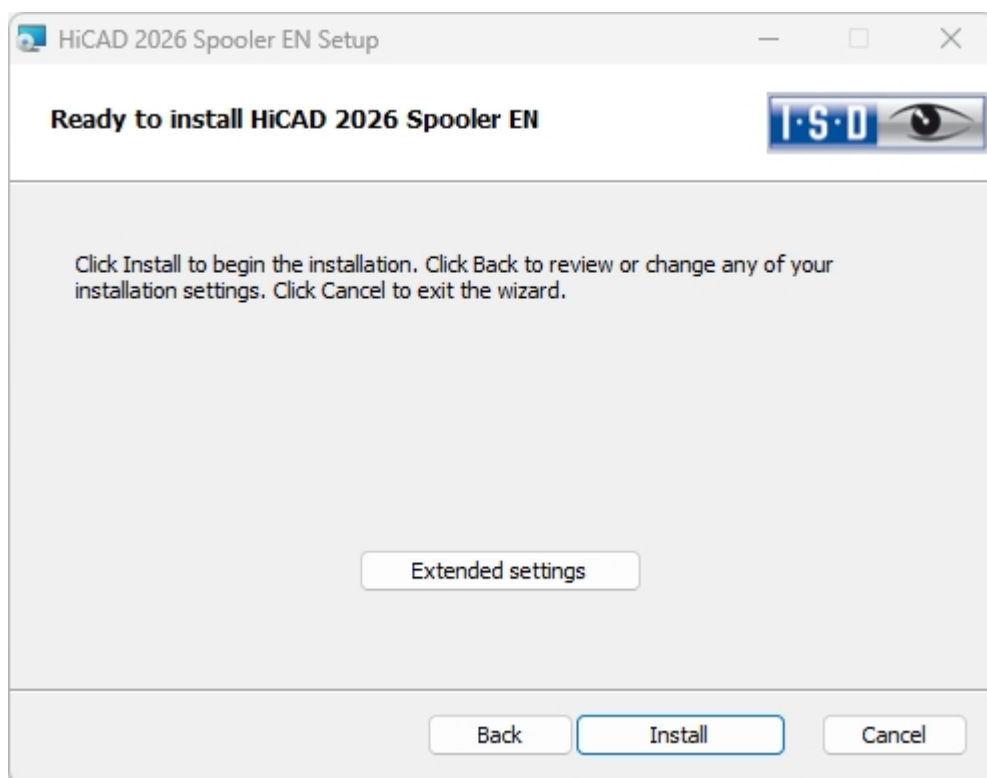 HiCAD 2026 Spooler EN Setup
Ready to install HiCAD 2026 Spooler EN
I·S·D
Click Install to begin the installation. Click Back to review or change any of your
installation settings. Click Cancel to exit the wizard.
Extended settings
Back
Install
Cancel